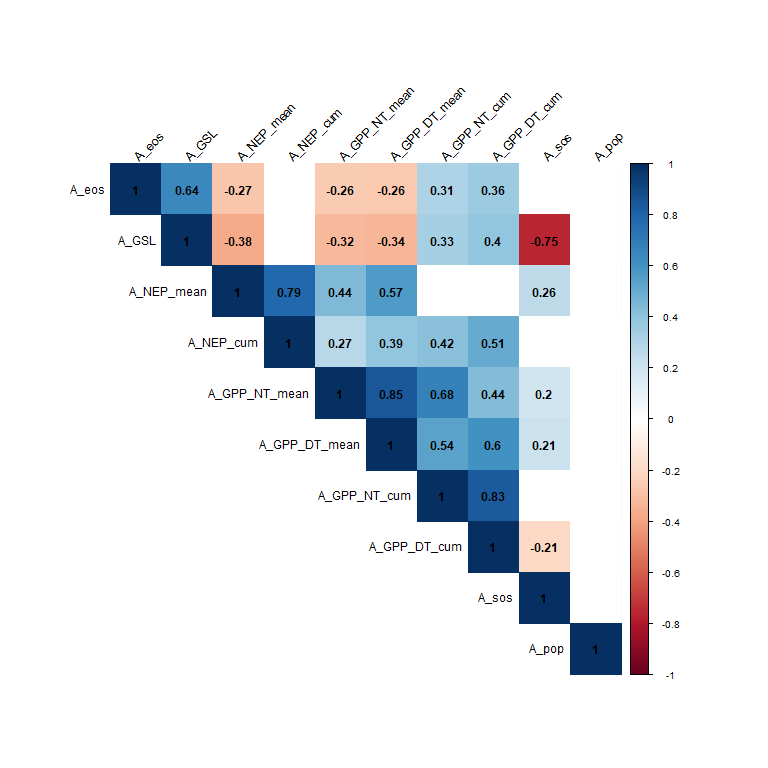 A_eos
A_GSL
A_NEP_mean
A_NEP_cum
A_GPP_NT_mean
A_GPP_DT_mean
A_GPP_NT_cum
A_GPP_DT_cum
A_sos
A_pop
A_eos 1 0.64 -0.27 -0.26 -0.26 0.31 0.36
A_GSL 1 -0.38 -0.32 -0.34 0.33 0.4 -0.75
A_NEP_mean 1 0.79 0.44 0.57 0.26
A_NEP_cum 1 0.27 0.39 0.42 0.51
A_GPP_NT_mean 1 0.85 0.68 0.44 0.2
A_GPP_DT_mean 1 0.54 0.6 0.21
A_GPP_NT_cum 1 0.83
A_GPP_DT_cum 1 -0.21
A_sos 1
A_pop 1
1
0.8
0.6
0.4
0.2
0
-0.2
-0.4
-0.6
-0.8
-1